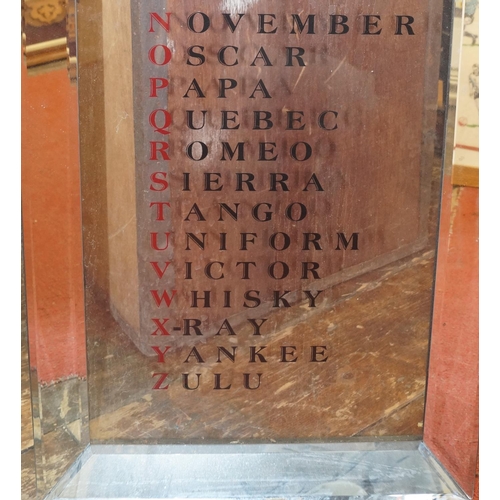 NOVEMBER
OSCAR
PAPA
QUEBEC
ROMEO
SIERRA
TANGO
UNIFORM
VICTOR
WHISKY
X-RAY
YANKEE
ZULU